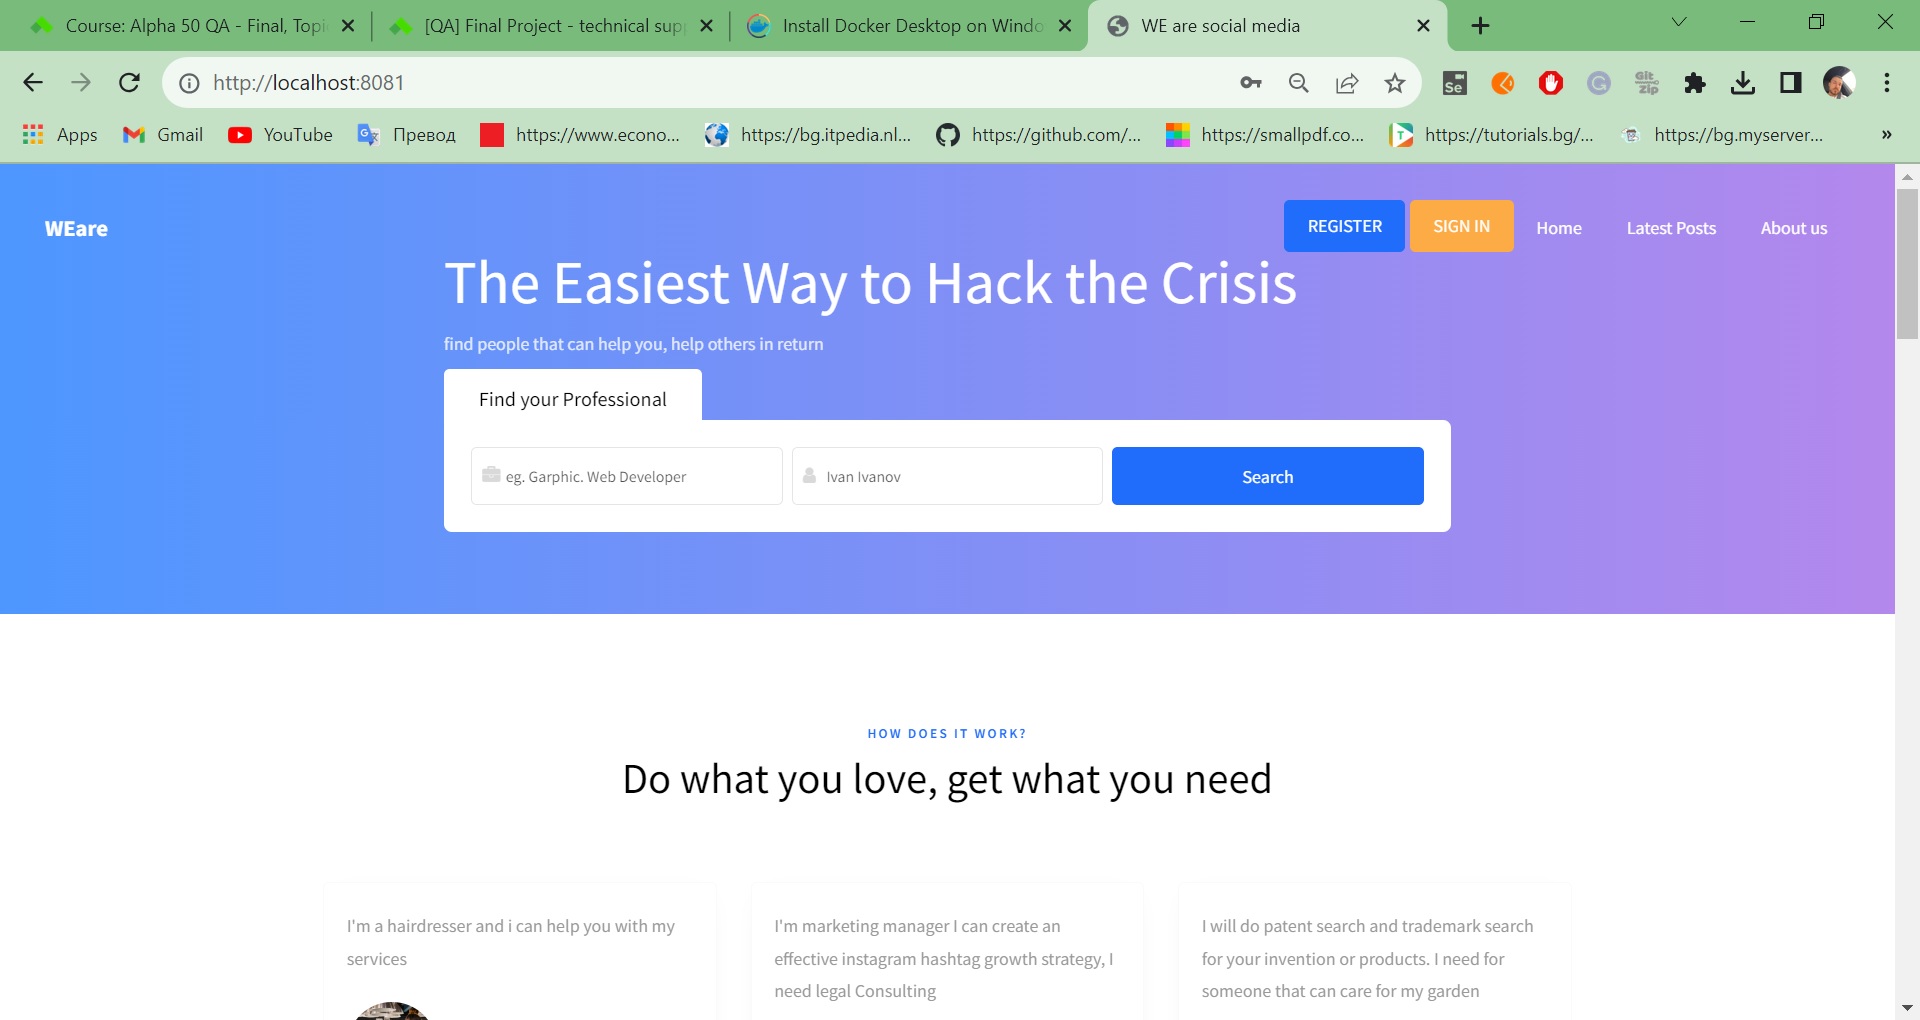 Course: Alpha 50 QA - Final, Topi
[QA] Final Project - technical sup
Install Docker Desktop on Windo
WE are social media
http://localhost:8081
Se
Git
zip
Apps
Gmail
YouTube
Превод
https://www.econo...
https://bg.itpedia.nl...
https://github.com/...
https://smallpdf.co...
https://tutorials.bg/...
https://bg.myserver...
»
WEare
REGISTER
SIGN IN
Home
Latest Posts
About us
The Easiest Way to Hack the Crisis
find people that can help you, help others in return
Find your Professional
eg. Garphic. Web Developer
Ivan Ivanov
Search
HOW DOES IT WORK?
Do what you love, get what you need
I'm a hairdresser and i can help you with my
services
I'm marketing manager I can create an
effective instagram hashtag growth strategy, I
need legal Consulting
I will do patent search and trademark search
for your invention or products. I need for
someone that can care for my garden